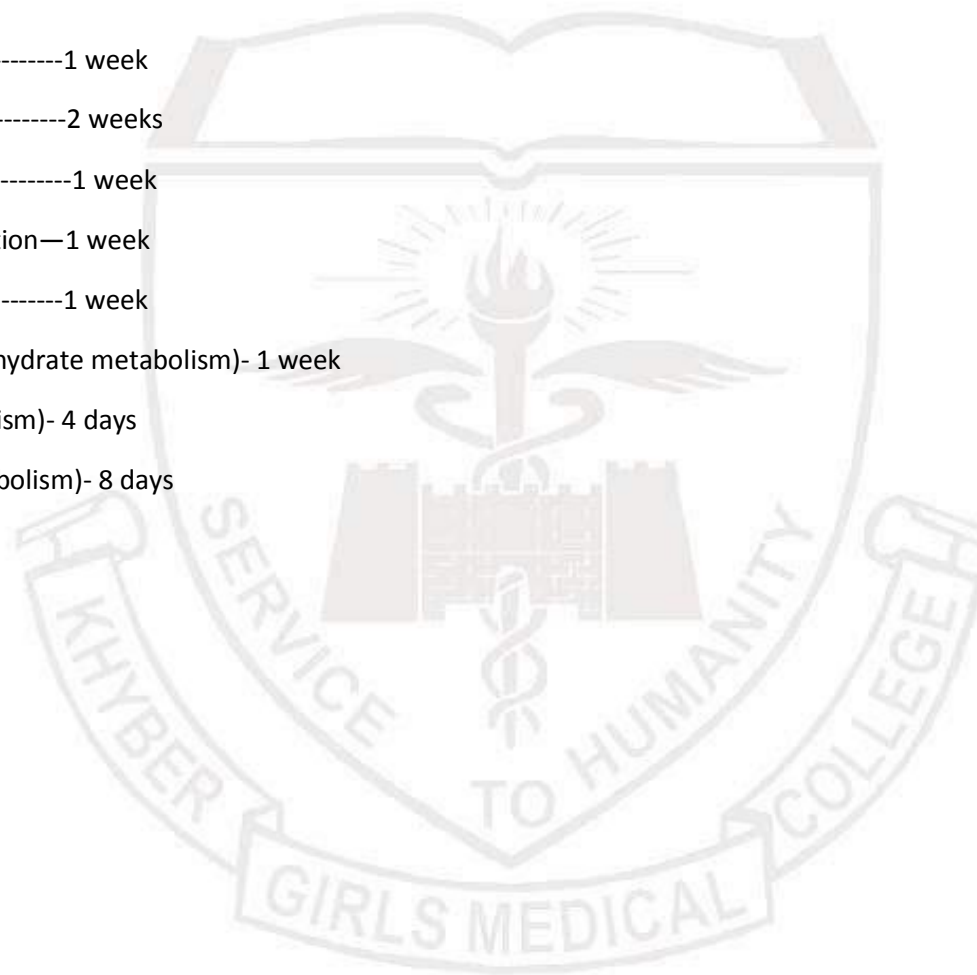 --------1 week
---------2 weeks
---------1 week
tion—1 week
--------1 week
hydrate metabolism)- 1 week
ism)- 4 days
bolism)- 8 days
SERVICE TO HUMANITY
KHYBER GIRLS MEDICAL COLLEGE